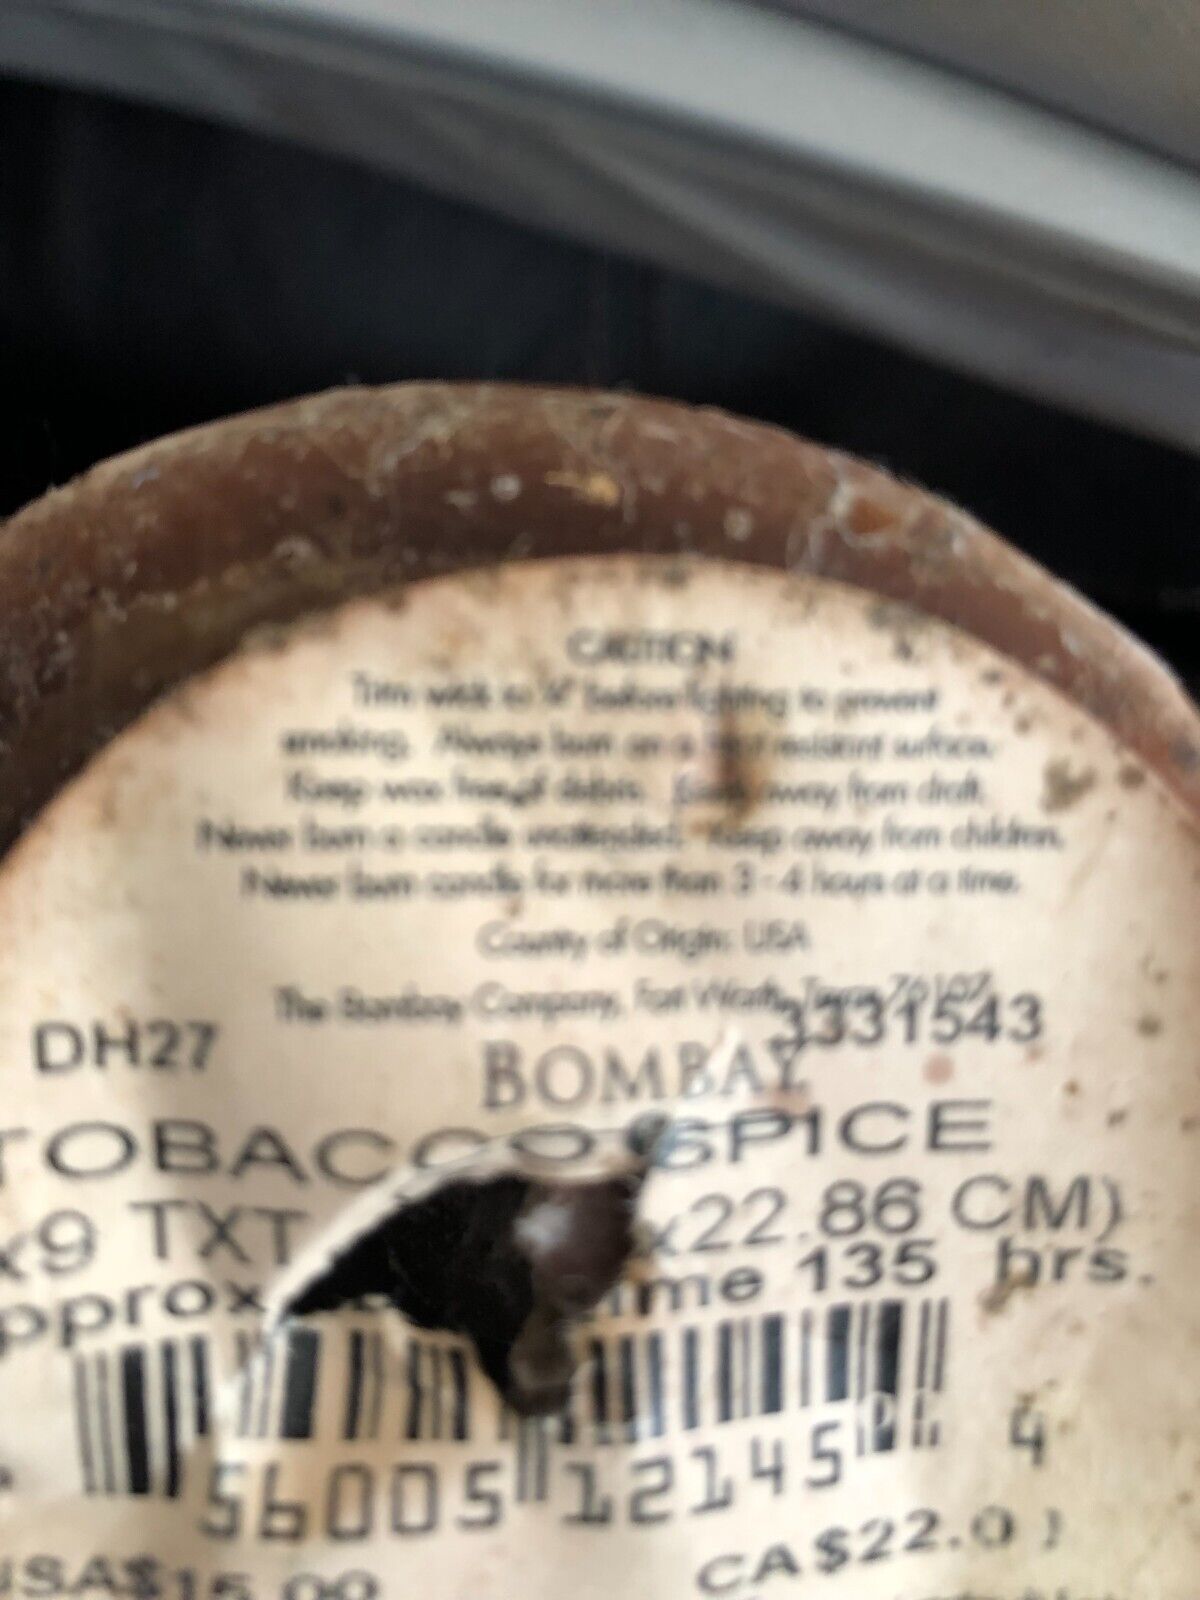 CAUTION
Trim wick to ¼" before lighting to prevent
smoking. Always burn on a resistant surface.
Keep wax free of debris. away from draft.
Never burn a candle unattended. Keep away from children.
Never burn candle for more than 3 - 4 hours at a time.
Country of Origin: USA
The Bombay Company, Fort Worth, Texas 76107
DH27 3331543
BOMBAY
TOBACCO SPICE
x9 TXT x22.86 CM)
pprox ime 135 hrs.
56005 12145 4
USA$16.00 CA$22.0